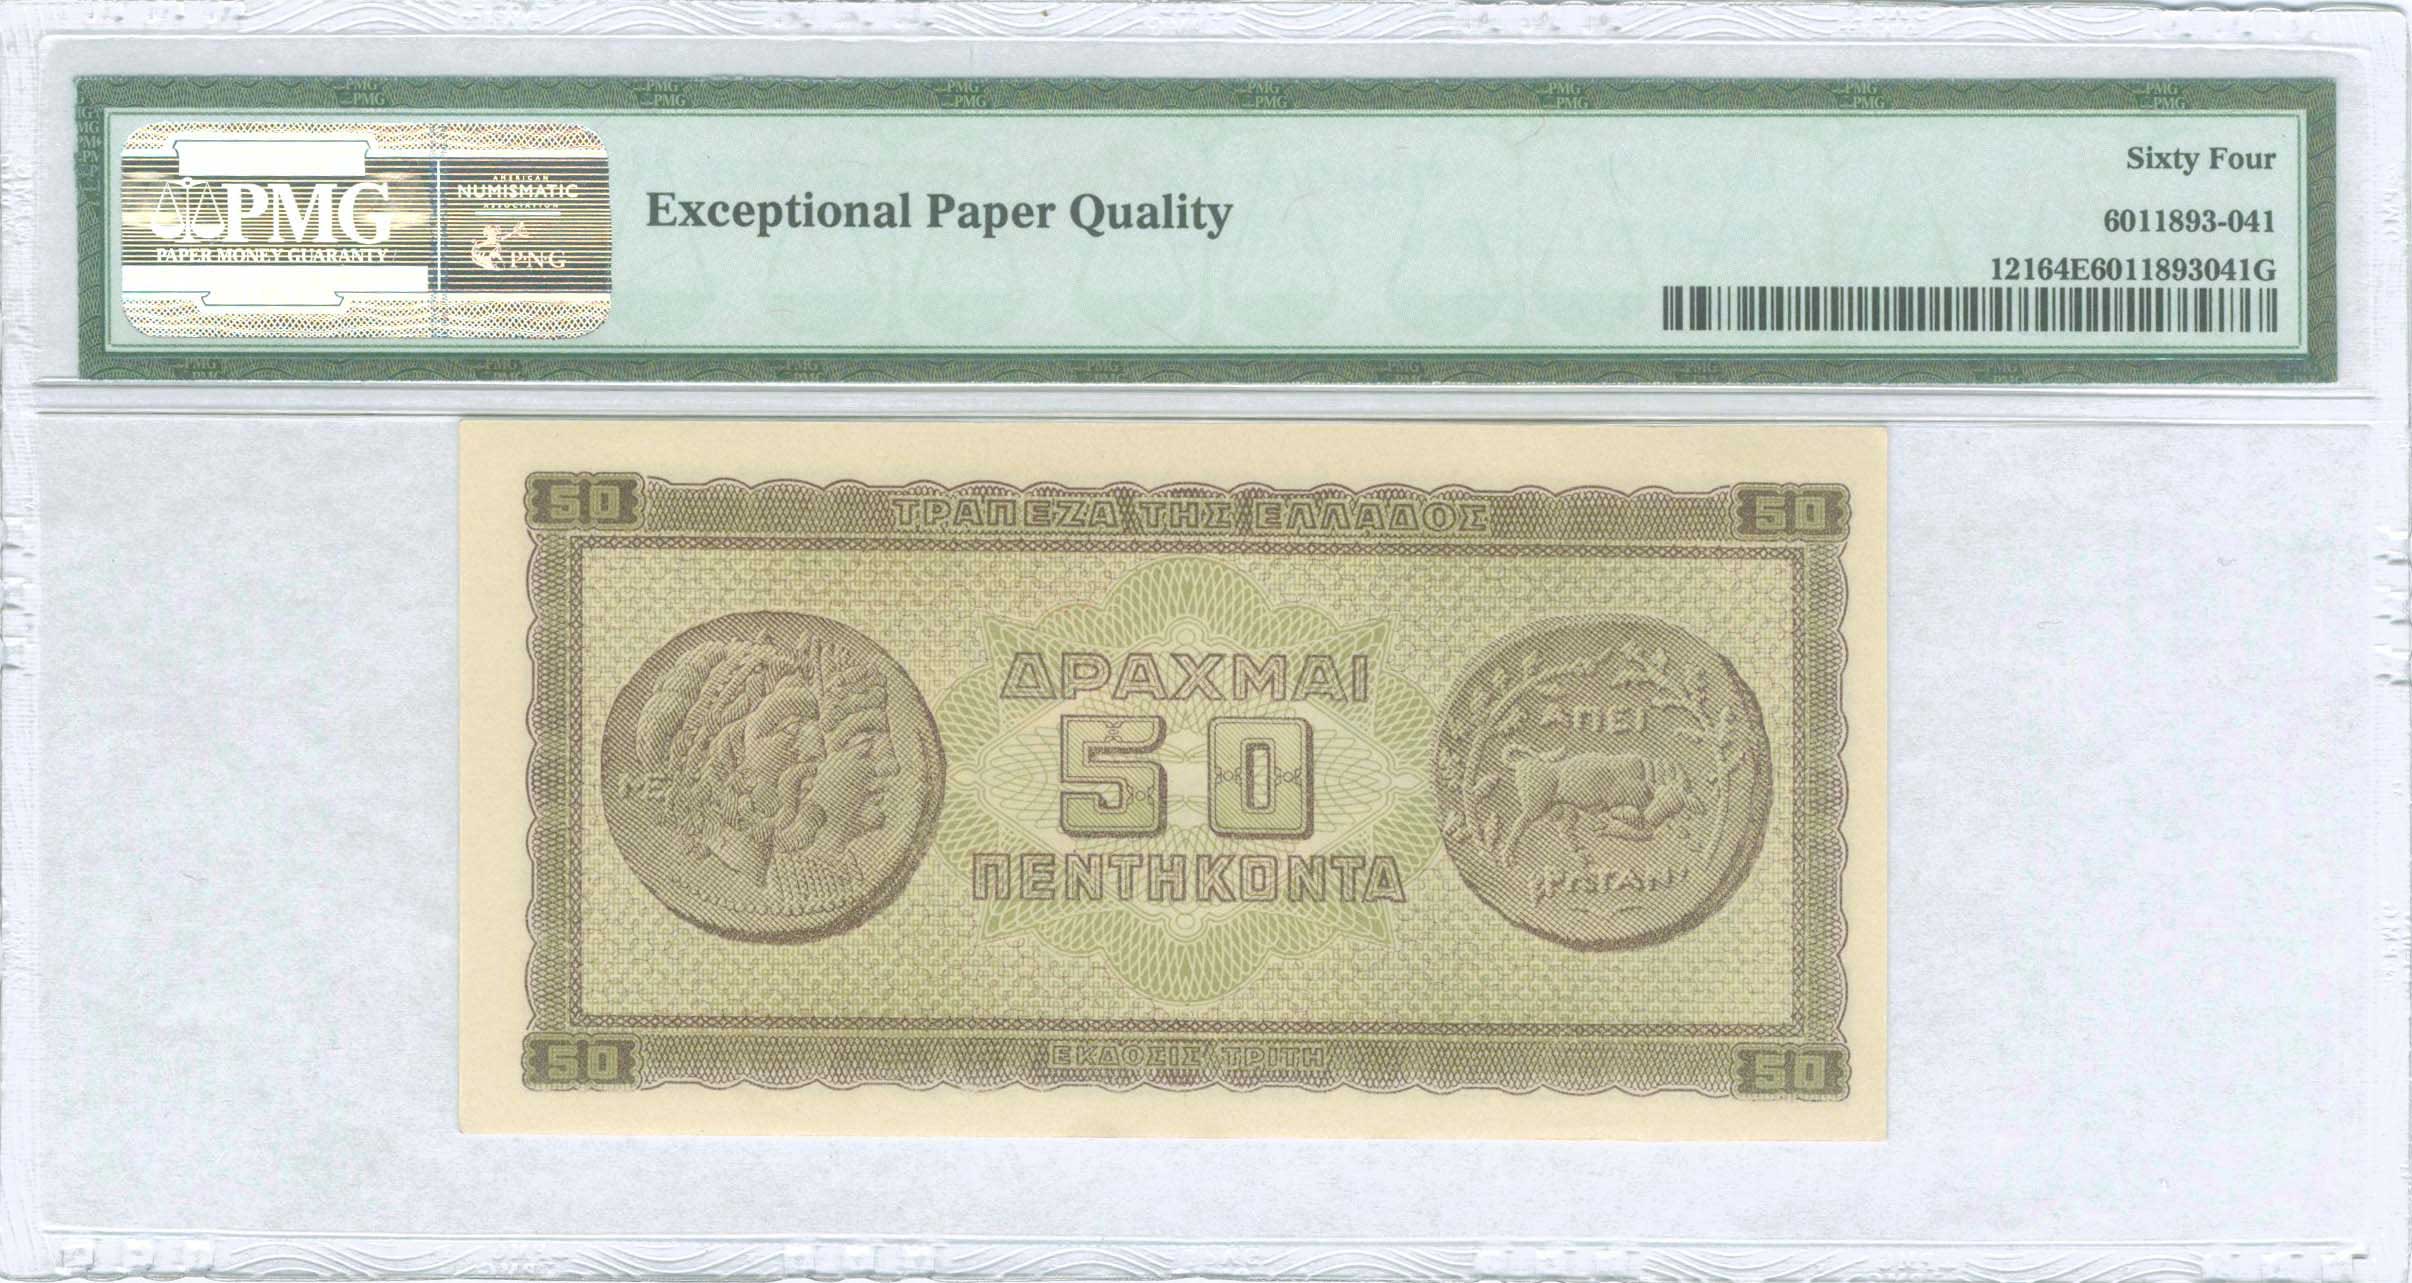 PMG
PAPER MONEY GUARANTY
AMERICAN
NUMISMATIC
ASSOCIATION
PNG
Exceptional Paper Quality
Sixty Four
6011893-041
12164E6011893041G
50
ΤΡΑΠΕΖΑ ΤΗΣ ΕΛΛΑΔΟΣ
50
ΔΡΑΧΜΑΙ
50
ΠΕΝΤΗΚΟΝΤΑ
ΑΠΕΙ
50
ΕΚΔΟΣΙΣ ΤΡΙΤΗ
50